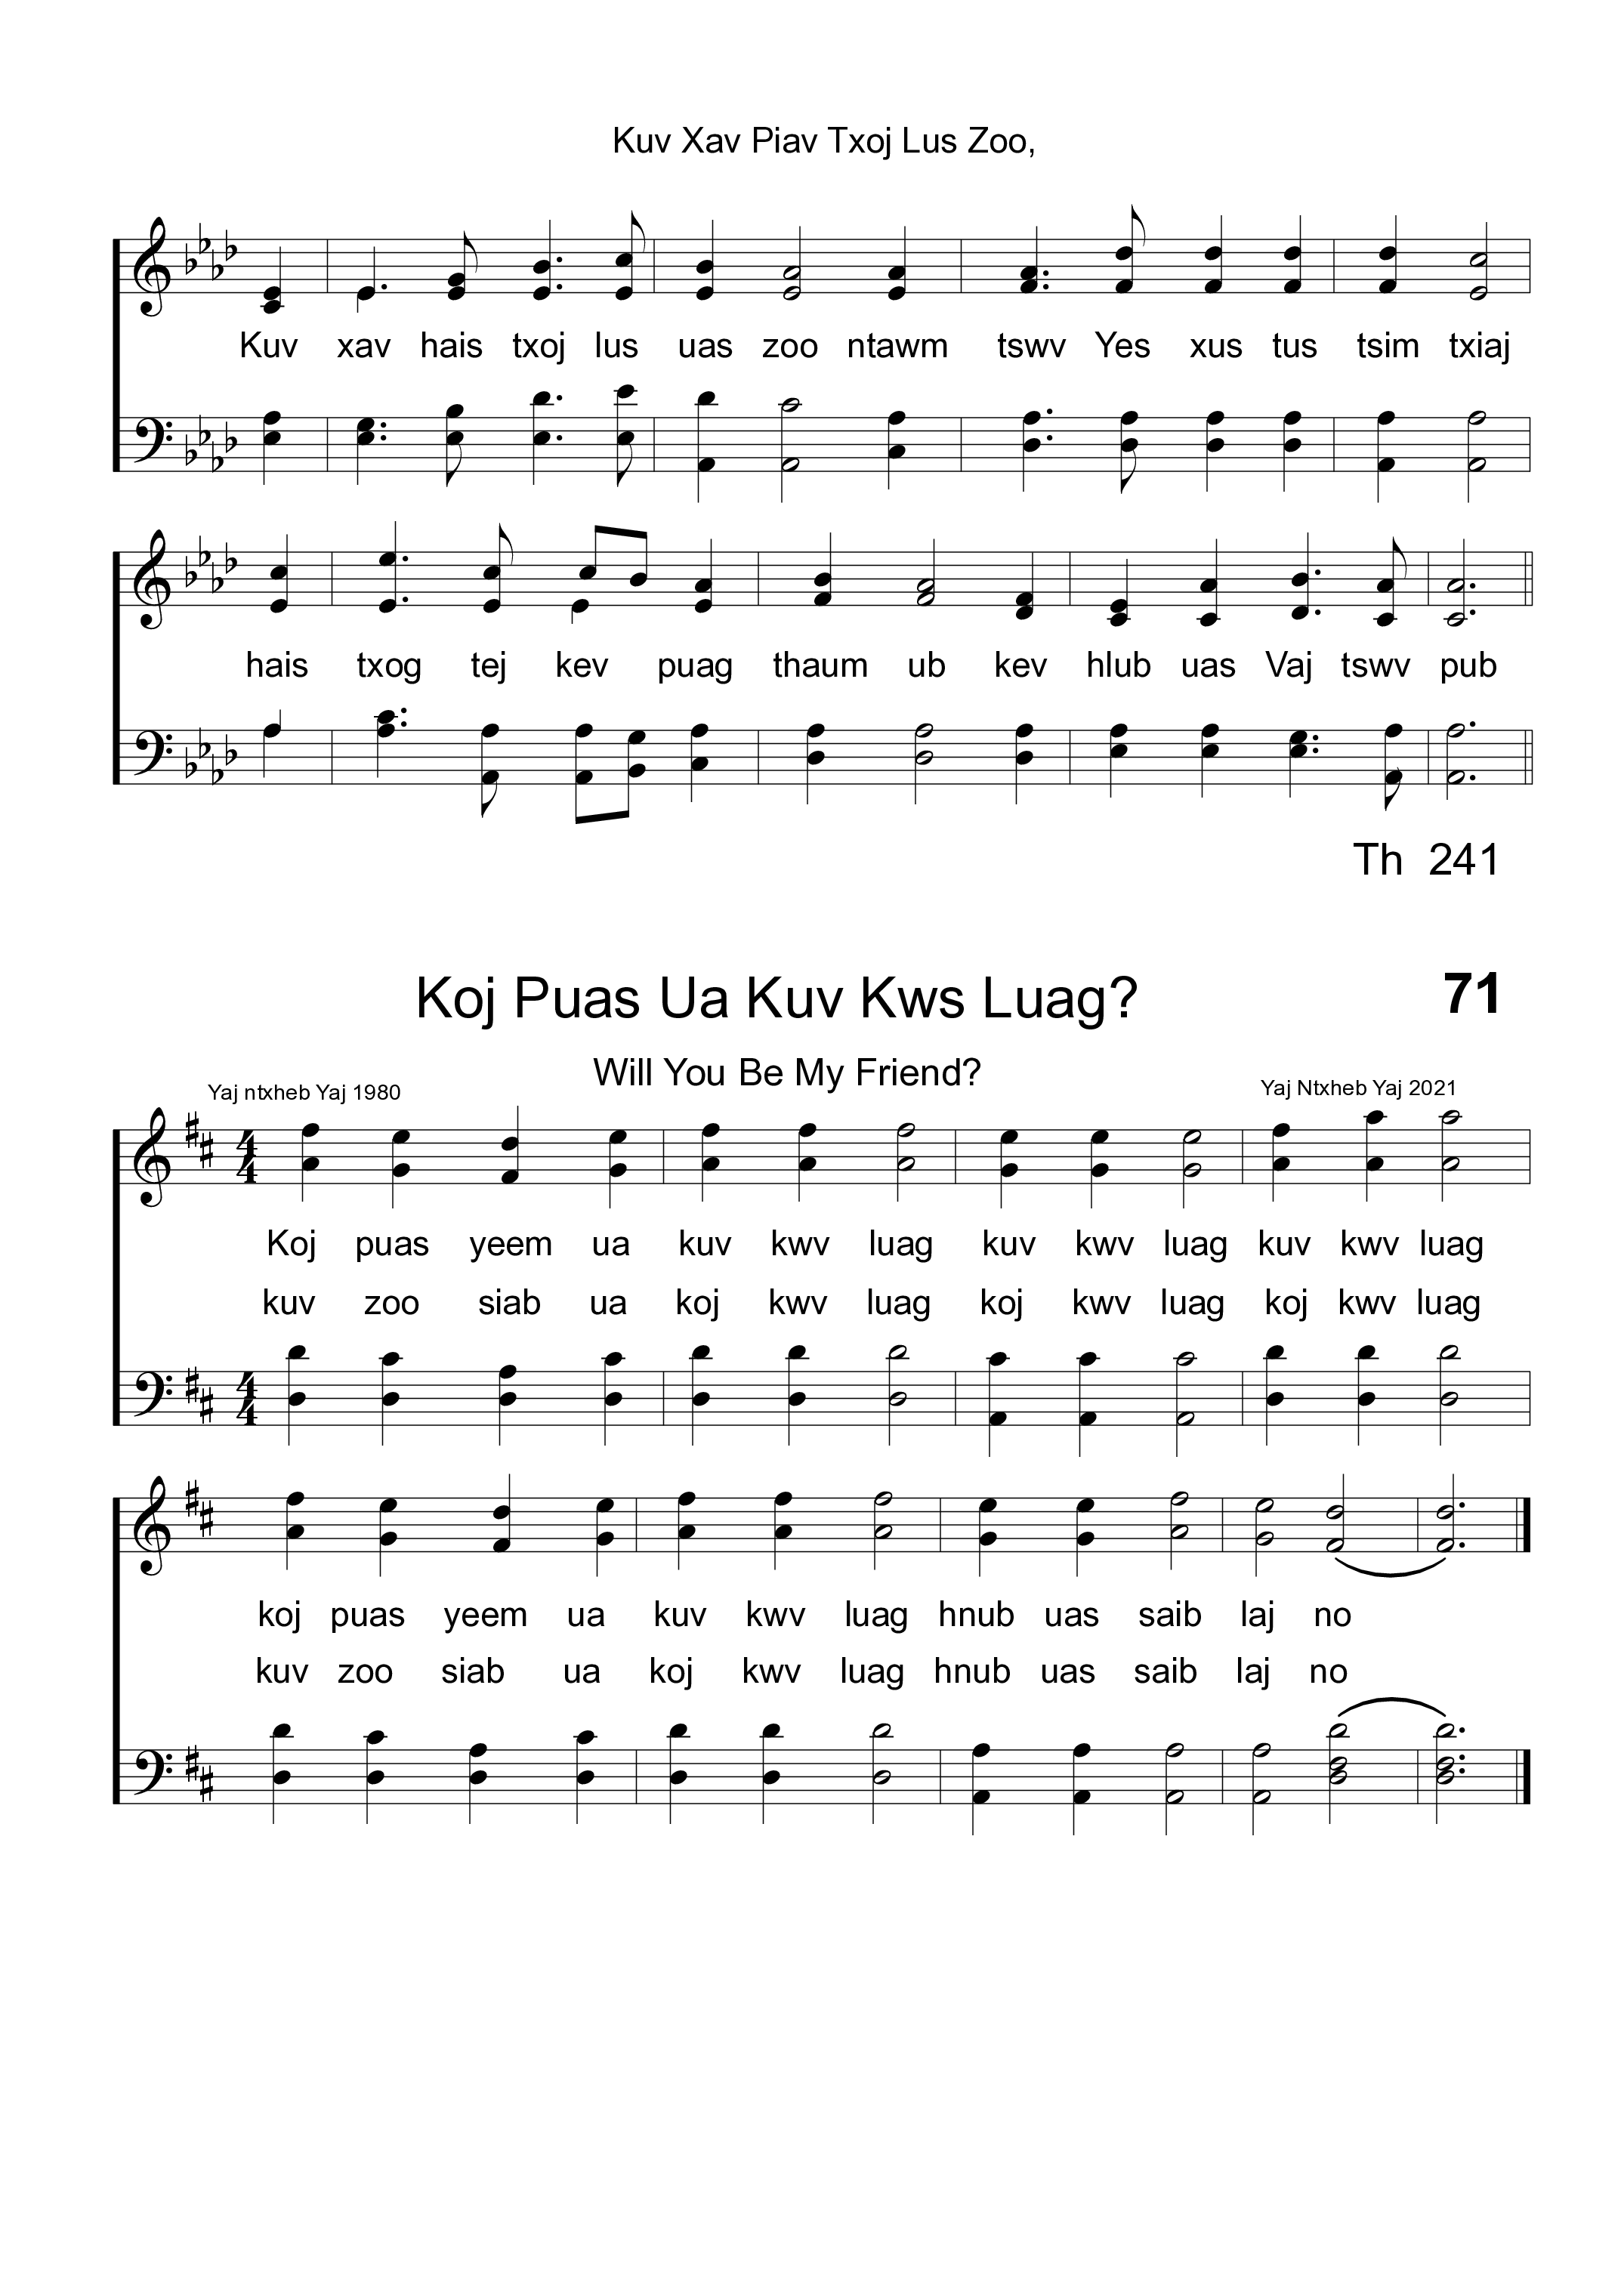 Kuv Xav Piav Txoj Lus Zoo,
Kuv xav hais txoj lus uas zoo ntawm tswv Yes xus tus tsim txiaj
hais txog tej kev puag thaum ub kev hlub uas Vaj tswv pub
Th 241
Koj Puas Ua Kuv Kws Luag? 71
Will You Be My Friend?
Yaj ntxheb Yaj 1980 Yaj Ntxheb Yaj 2021
4
4
Koj puas yeem ua kuv kwv luag kuv kwv luag kuv kwv luag
kuv zoo siab ua koj kwv luag koj kwv luag koj kwv luag
4
4
koj puas yeem ua kuv kwv luag hnub uas saib laj no
kuv zoo siab ua koj kwv luag hnub uas saib laj no